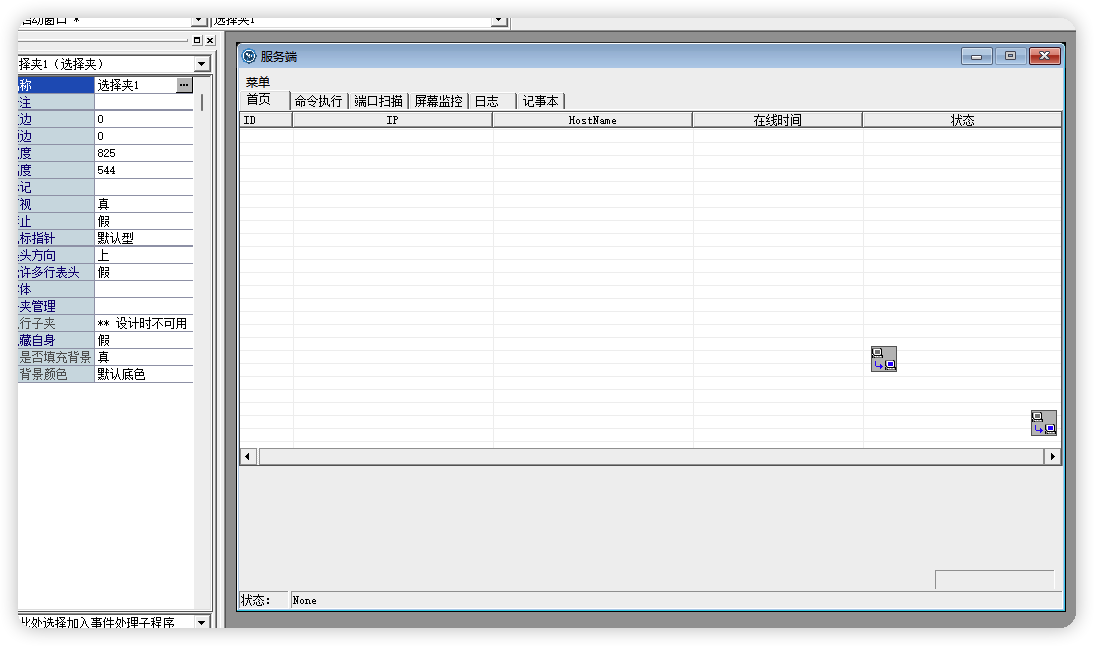 选择夹1
择夹1（选择夹）
称 选择夹1
注
边 0
边 0
度 825
度 544
记
视 真
止 假
标指针 默认型
头方向 上
许多行表头 假
体
夹管理
行子夹 ** 设计时不可用
藏自身 假
是否填充背景 真
背景颜色 默认底色
此处选择加入事件处理子程序
服务端
菜单
首页 命令执行 端口扫描 屏幕监控 日志 记事本
ID IP HostName 在线时间 状态
状态: None